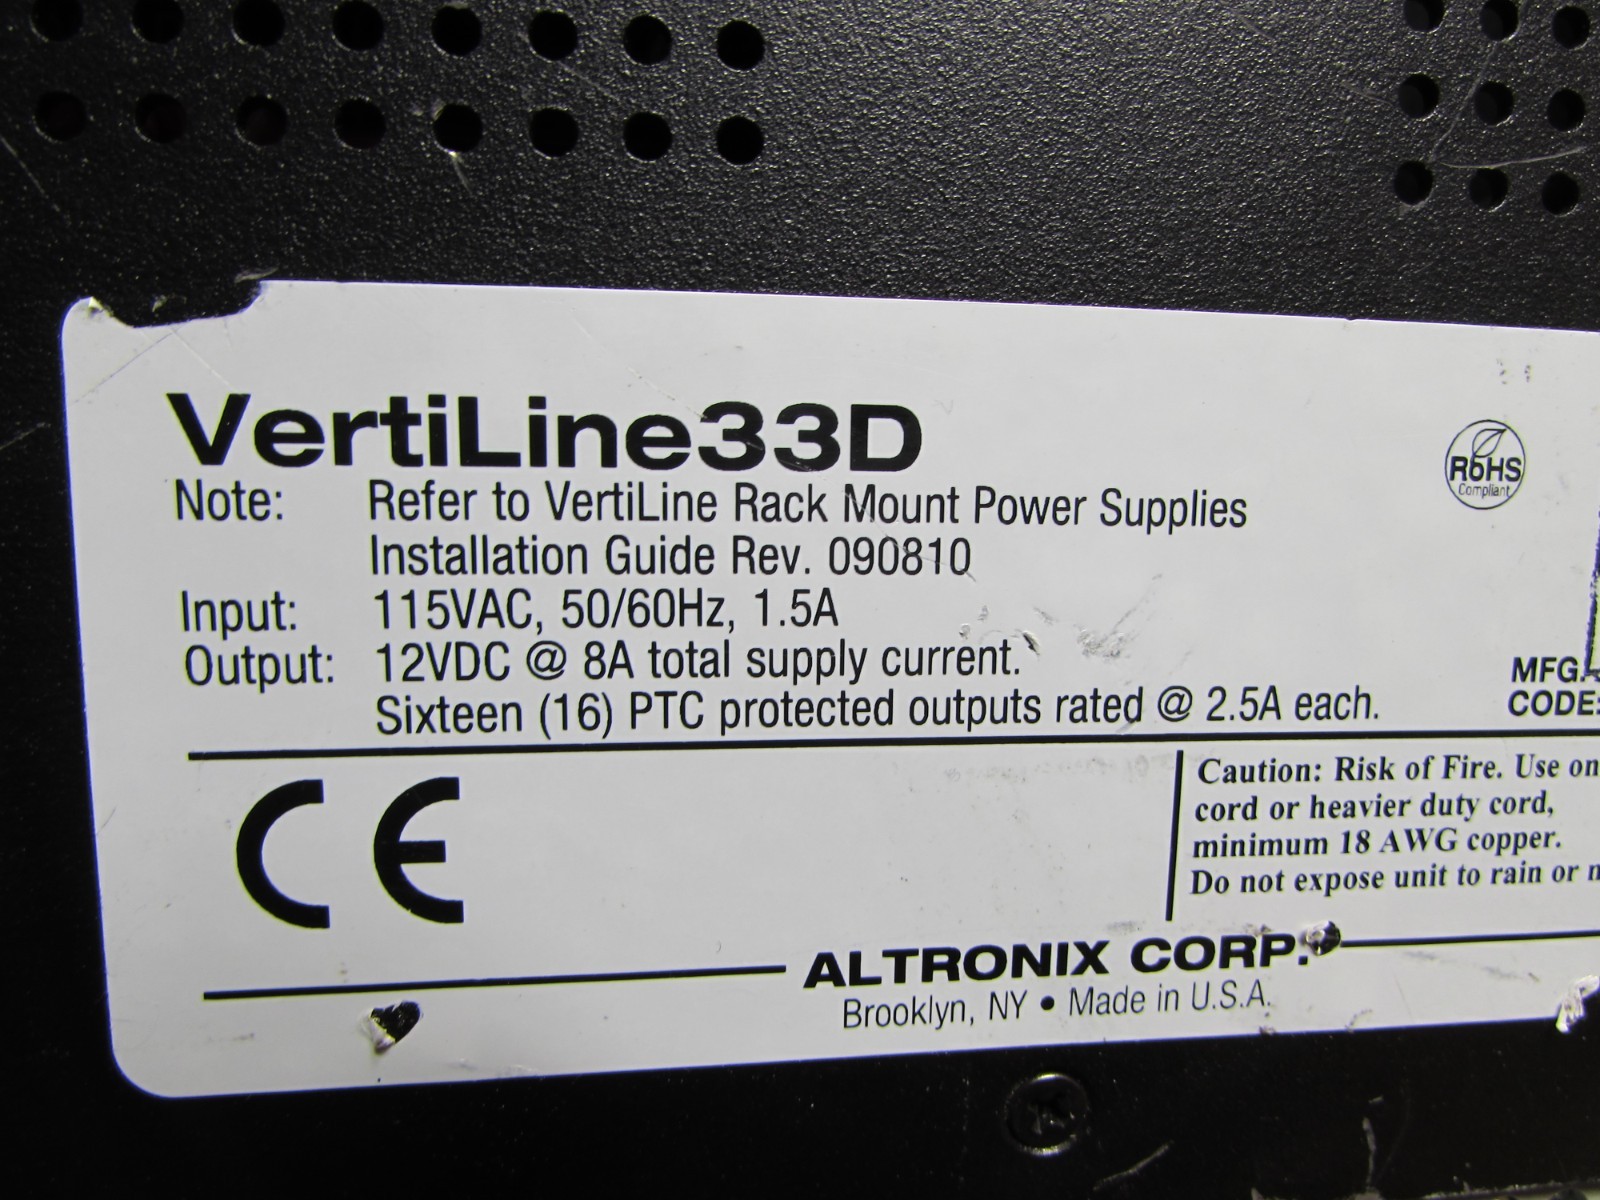 VertiLine33D
Note: Refer to VertiLine Rack Mount Power Supplies
Installation Guide Rev. 090810
Input: 115VAC, 50/60Hz, 1.5A
Output: 12VDC @ 8A total supply current.
Sixteen (16) PTC protected outputs rated @ 2.5A each.
RoHS
Compliant
MFG.
CODE:
CE
Caution: Risk of Fire. Use on
cord or heavier duty cord,
minimum 18 AWG copper.
Do not expose unit to rain or
ALTRONIX CORP.
Brooklyn, NY • Made in U.S.A.